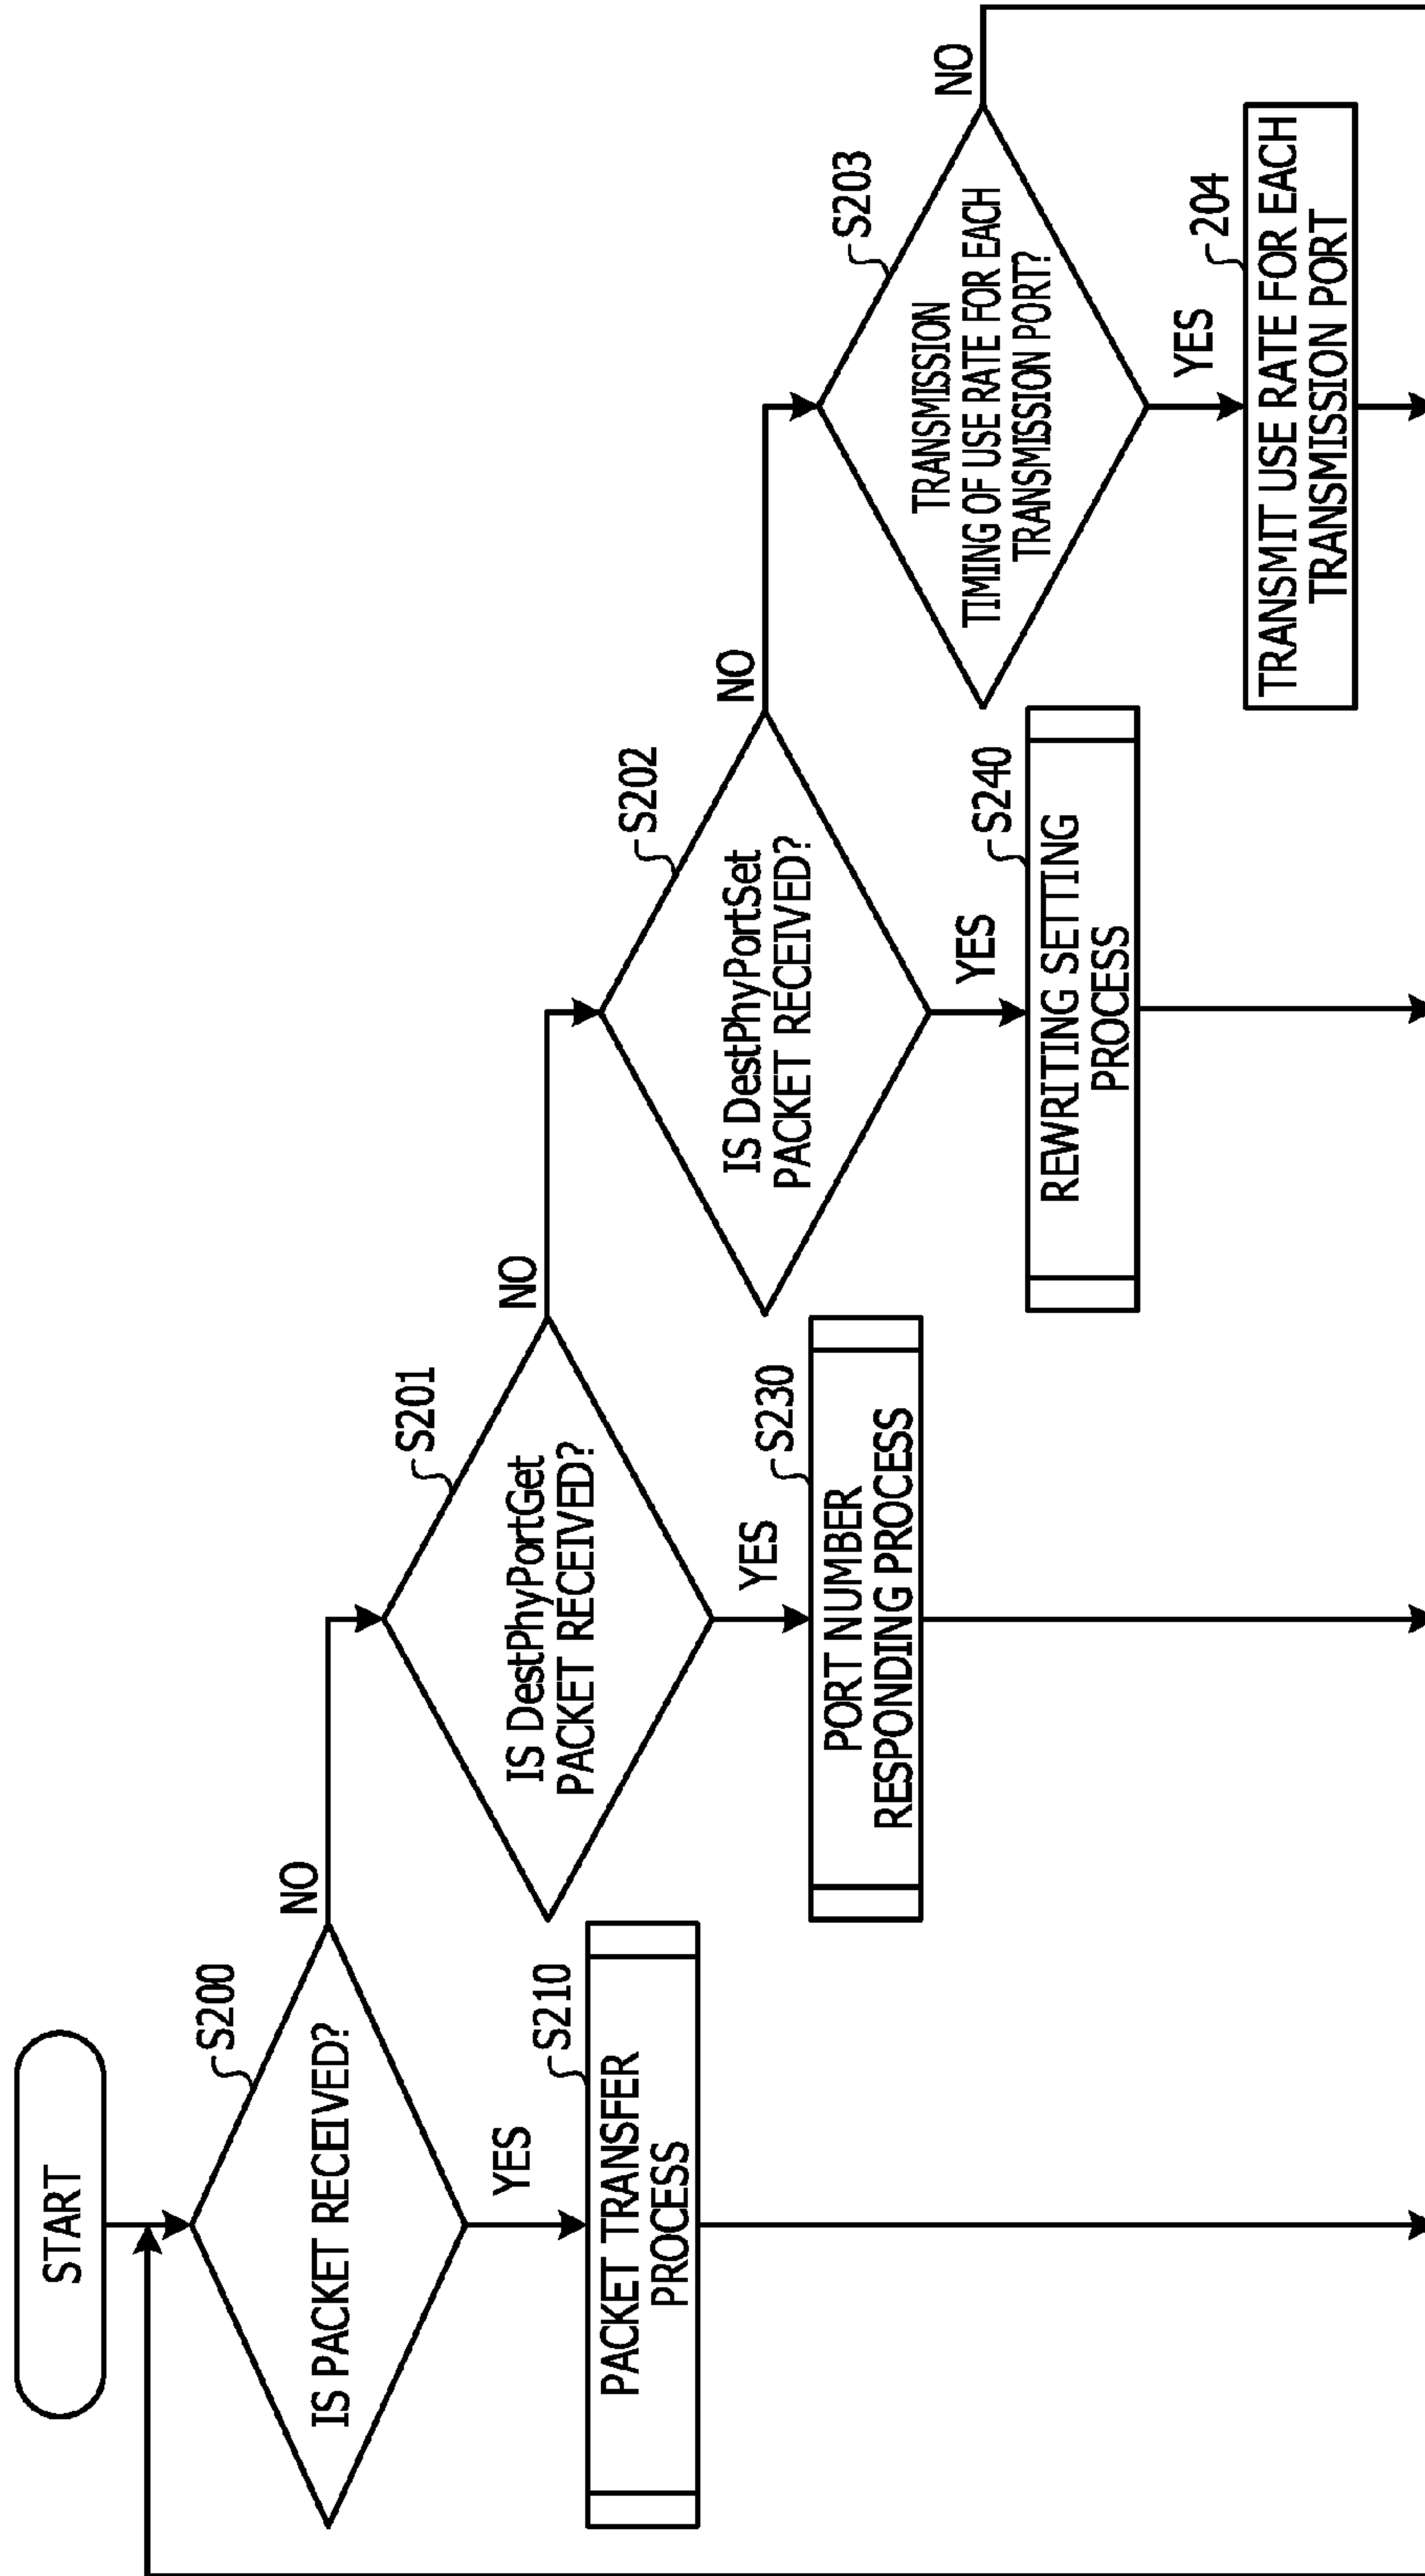 START
S200
IS PACKET RECEIVED?
NO
YES
S210
PACKET TRANSFER
PROCESS
S201
IS DestPhyPortGet
PACKET RECEIVED?
NO
YES
S230
PORT NUMBER
RESPONDING PROCESS
S202
IS DestPhyPortSet
PACKET RECEIVED?
NO
YES
S240
REWRITING SETTING
PROCESS
S203
TRANSMISSION
TIMING OF USE RATE FOR EACH
TRANSMISSION PORT?
NO
YES
204
TRANSMIT USE RATE FOR EACH
TRANSMISSION PORT